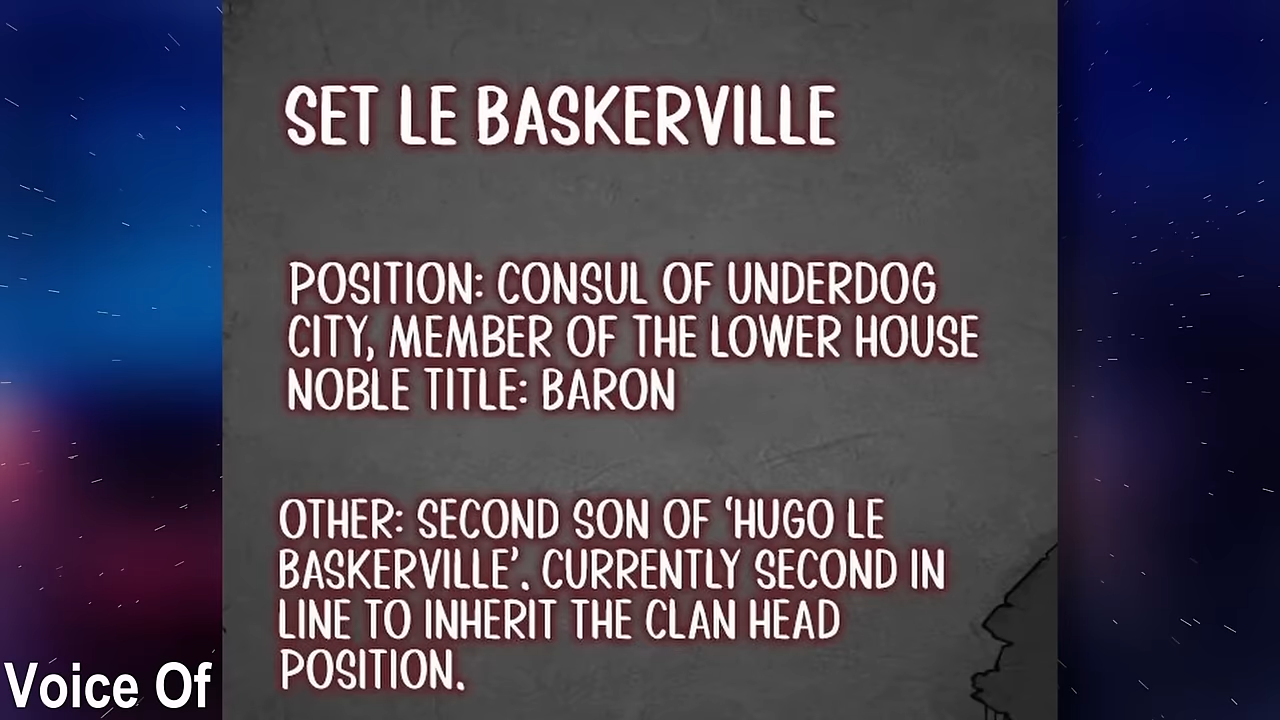 SET LE BASKERVILLE
POSITION: CONSUL OF UNDERDOG
CITY, MEMBER OF THE LOWER HOUSE
NOBLE TITLE: BARON
OTHER: SECOND SON OF ‘HUGO LE
BASKERVILLE’. CURRENTLY SECOND IN
LINE TO INHERIT THE CLAN HEAD
POSITION.
Voice Of